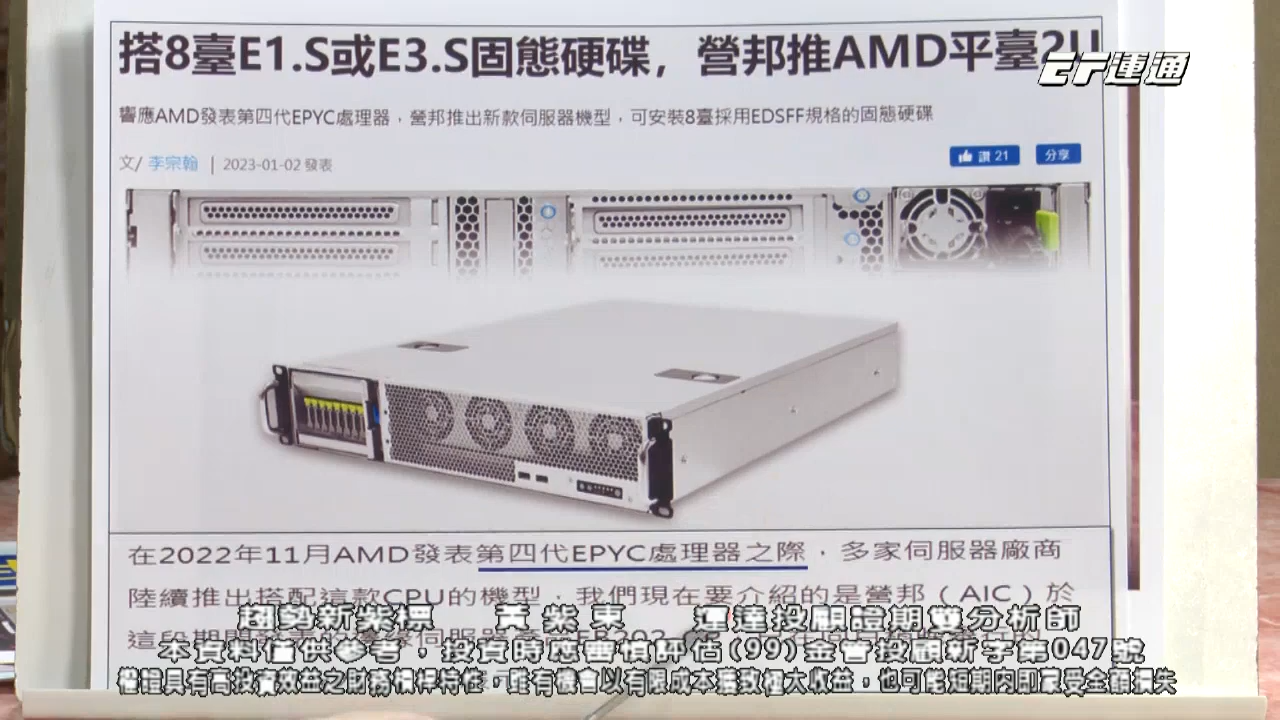 搭8臺E1.S或E3.S固態硬碟，營邦推AMD平臺2U
EF運通
響應AMD發表第四代EPYC處理器，營邦推出新款伺服器機型，可安裝8臺採用EDSFF規格的固態硬碟
文/ 李宗翰 | 2023-01-02 發表
讚 21
分享
在2022年11月AMD發表第四代EPYC處理器之際，多家伺服器廠商
陸續推出搭配這款CPU的機型，我們現在要介紹的是營邦（AIC）於
趨勢新紫標 黃紫東 運達投顧證期雙分析師
本資料僅供參考，投資時應審慎評估(99)金管投顧新字第047號
權證具有高投資效益之財務槓桿特性，雖有機會以有限成本獲致極大收益，也可能短期內即蒙受全額損失